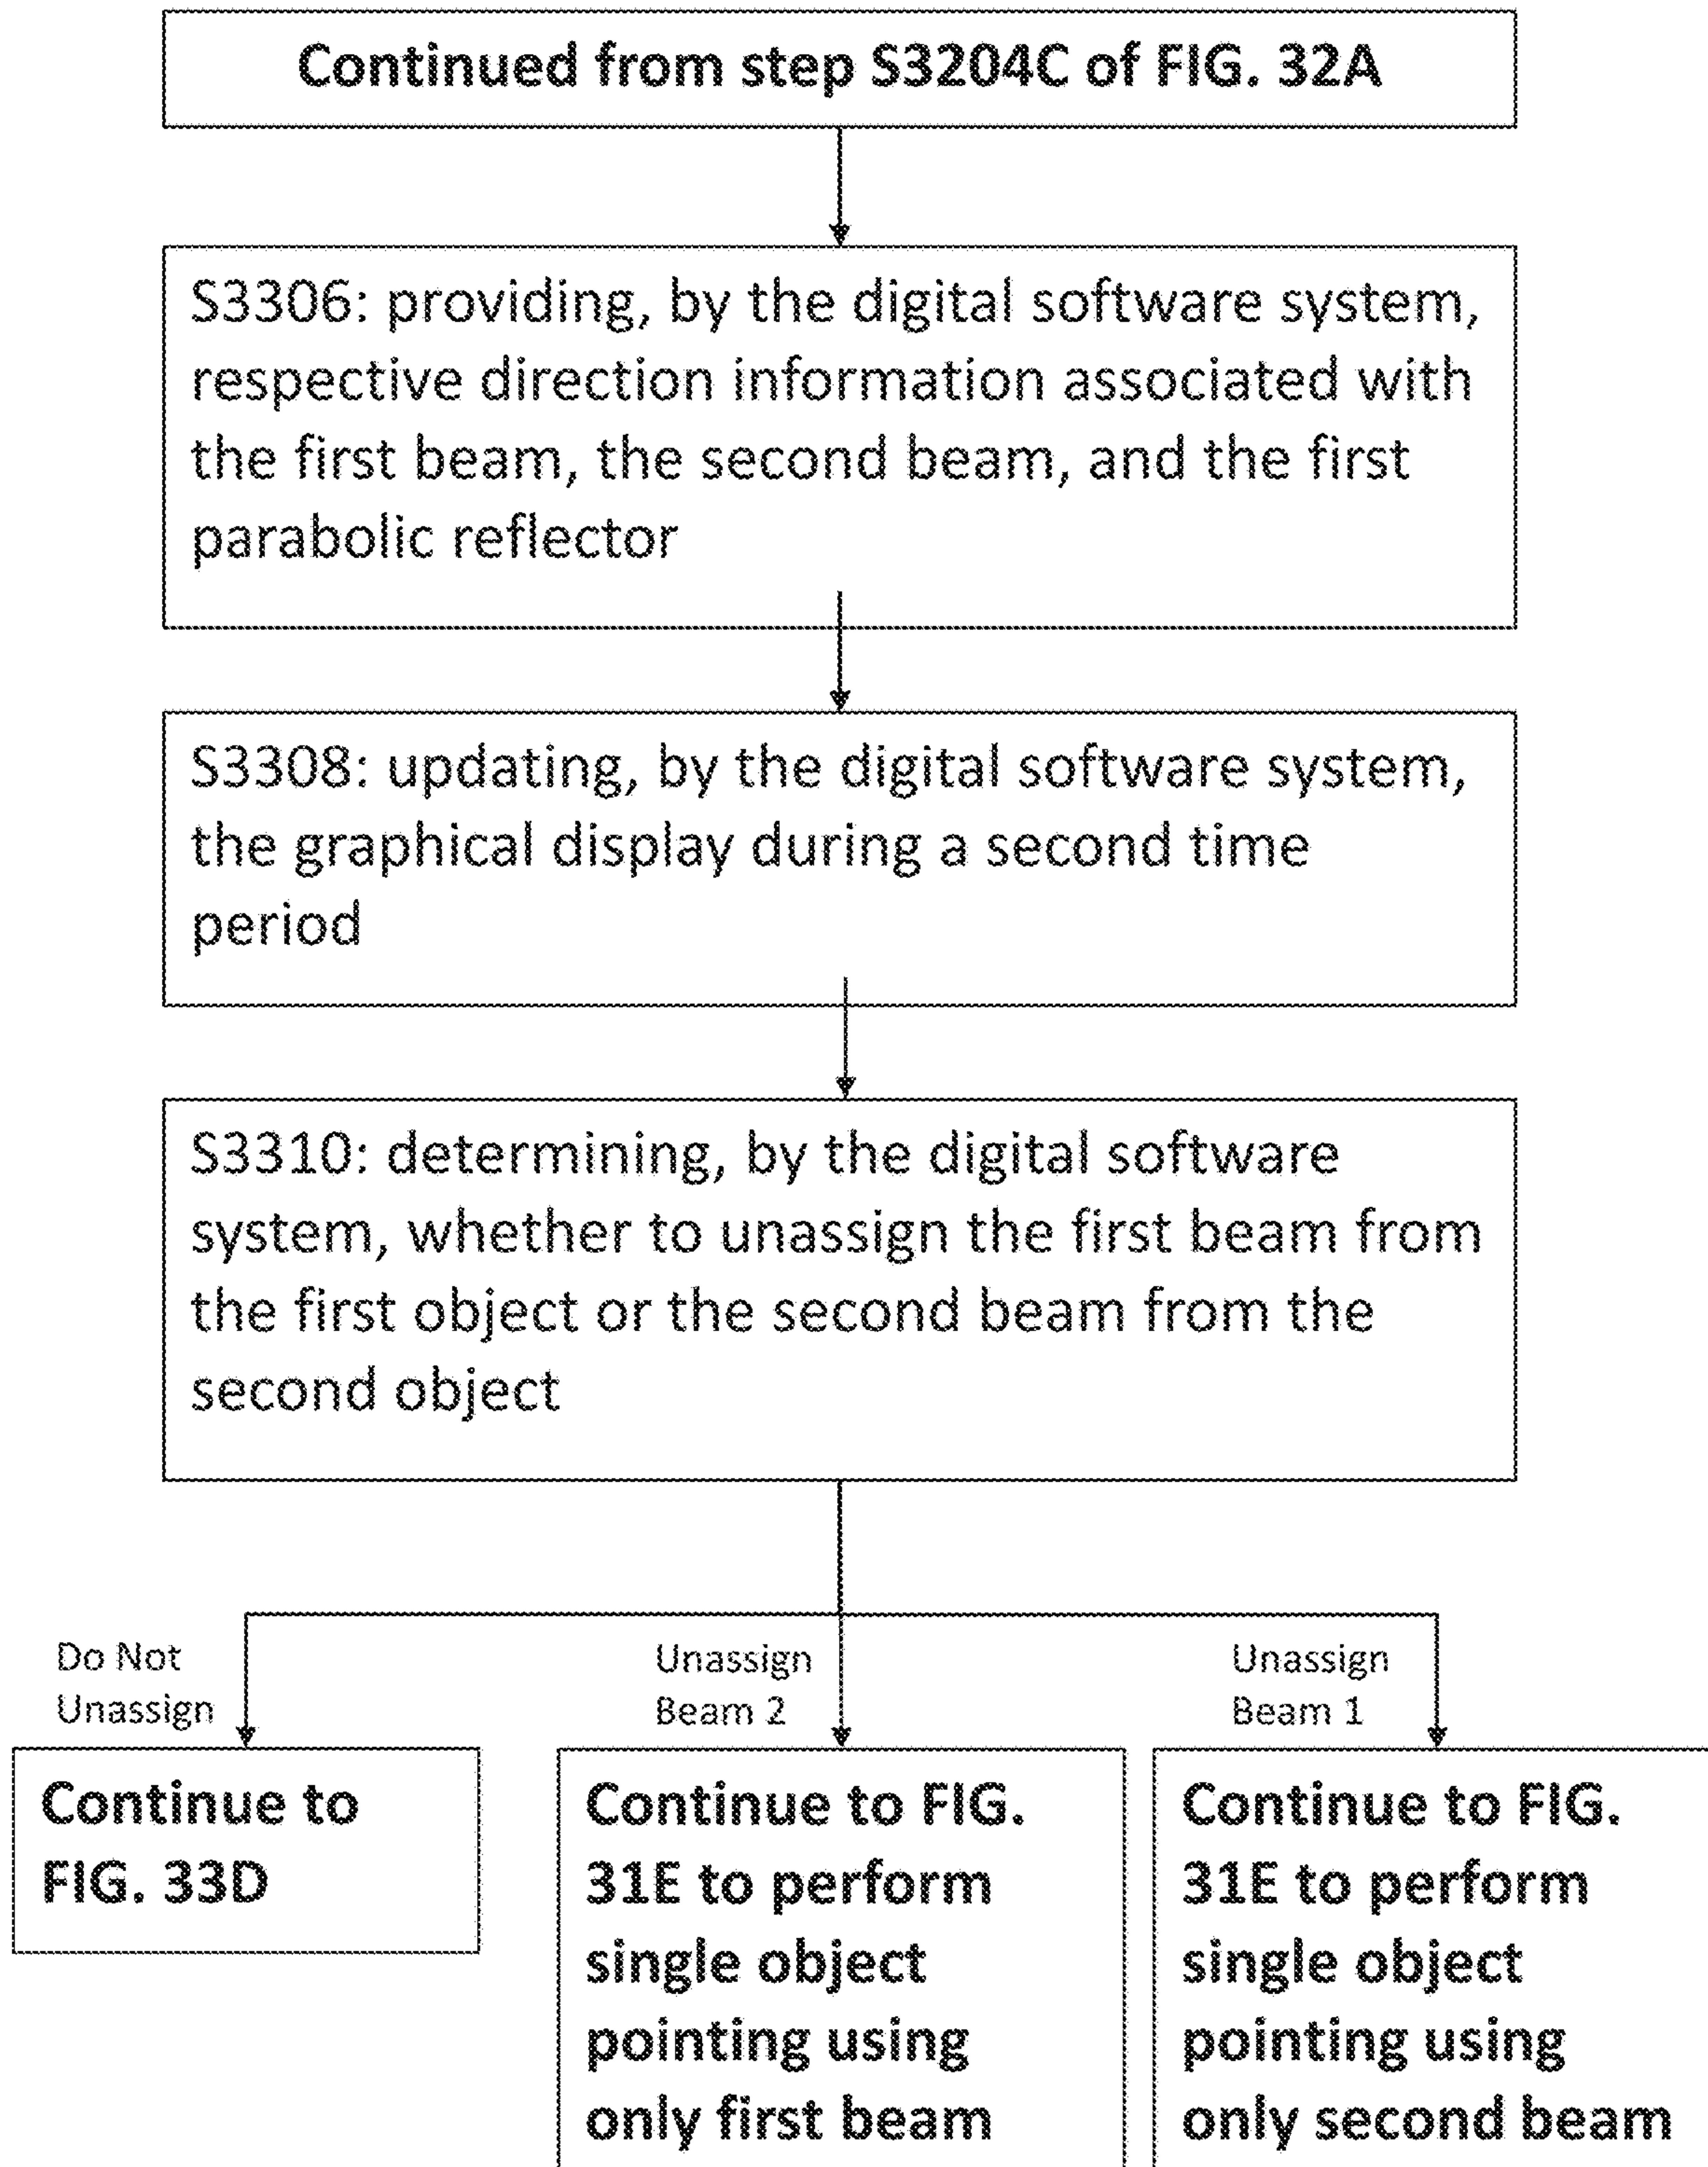 Continued from step S3204C of FIG. 32A
S3306: providing, by the digital software system,
respective direction information associated with
the first beam, the second beam, and the first
parabolic reflector
S3308: updating, by the digital software system,
the graphical display during a second time
period
S3310: determining, by the digital software
system, whether to unassign the first beam from
the first object or the second beam from the
second object
Do Not
Unassign
Unassign
Beam 2
Unassign
Beam 1
Continue to
FIG. 33D
Continue to FIG.
31E to perform
single object
pointing using
only first beam
Continue to FIG.
31E to perform
single object
pointing using
only second beam